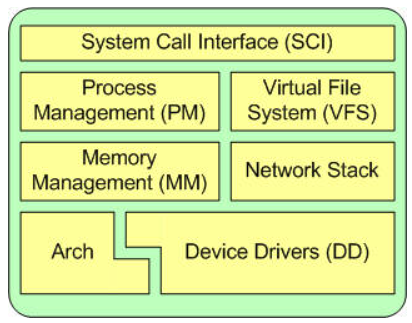 System Call Interface (SCI)
Process
Management (PM)
Virtual File
System (VFS)
Memory
Management (MM)
Network Stack
Arch
Device Drivers (DD)